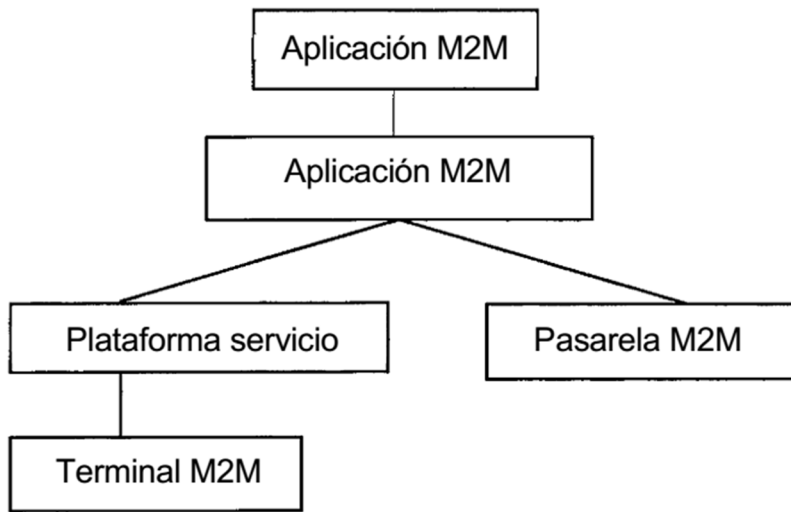 Aplicación M2M
Aplicación M2M
Plataforma servicio
Pasarela M2M
Terminal M2M